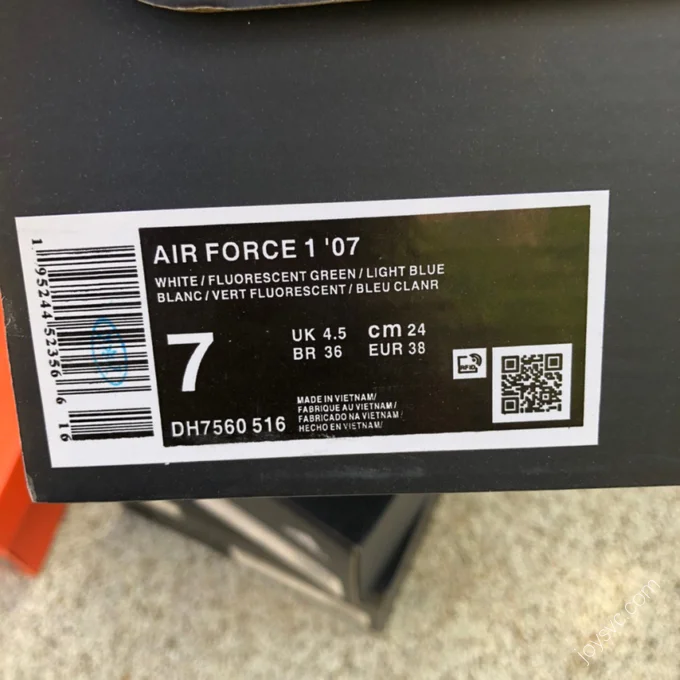 AIR FORCE 1 '07
WHITE / FLUORESCENT GREEN / LIGHT BLUE
BLANC / VERT FLUORESCENT / BLEU CLANR
7
UK 4.5 cm 24
BR 36 EUR 38
DH7560 516
MADE IN VIETNAM/
FABRIQUE AU VIETNAM/
FABRICADO NA VIETNAM/
HECHO EN VIETNAM/
1 95244 52356 6 16
joysxc.com